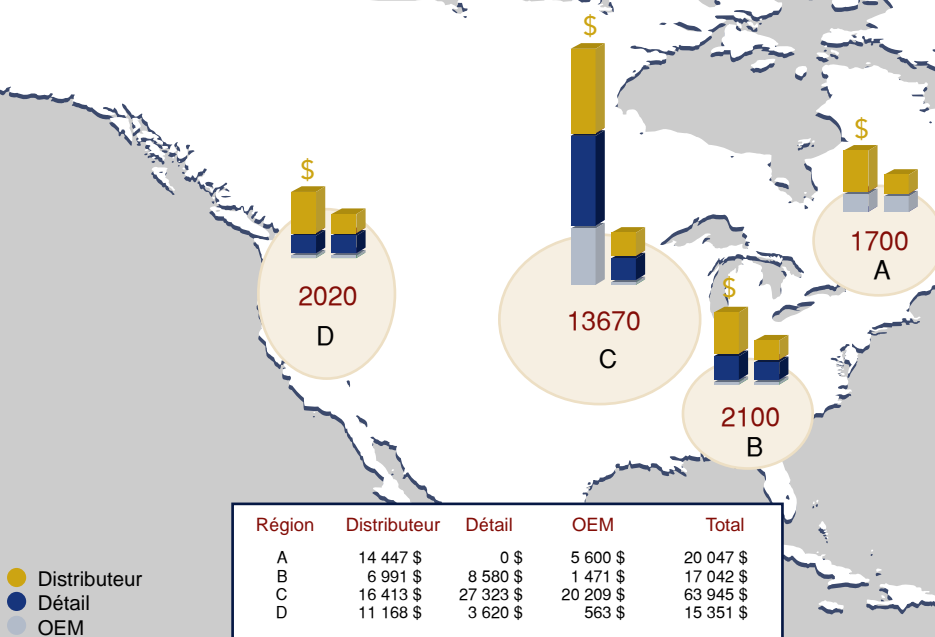 $
$
$
$
1700
A
2020
D
13670
C
2100
B
Région Distributeur Détail OEM Total
A 14 447 $ 0 $ 5 600 $ 20 047 $
B 6 991 $ 8 580 $ 1 471 $ 17 042 $
C 16 413 $ 27 323 $ 20 209 $ 63 945 $
D 11 168 $ 3 620 $ 563 $ 15 351 $
Distributeur
Détail
OEM